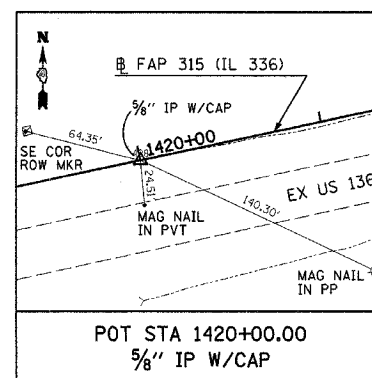 N
℄ FAP 315 (IL 336)
5/8" IP W/CAP
64.35'
1420+00
SE COR
ROW MKR
24.51'
140.30'
EX US 136
MAG NAIL
IN PVT
MAG NAIL
IN PP
POT STA 1420+00.00
5/8" IP W/CAP